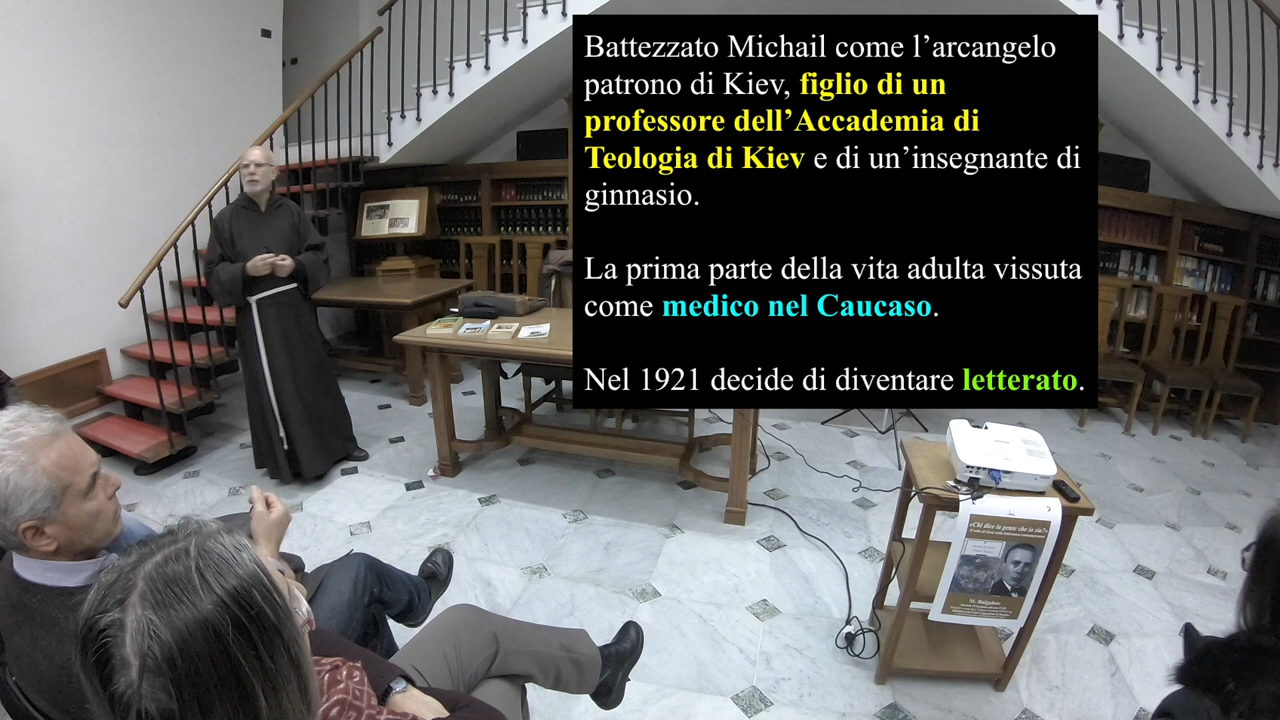 Battezzato Michail come l’arcangelo
patrono di Kiev, figlio di un
professore dell’Accademia di
Teologia di Kiev e di un’insegnante di
ginnasio.
La prima parte della vita adulta vissuta
come medico nel Caucaso.
Nel 1921 decide di diventare letterato.
«Chi dice la gente che io sia?»
M. Bulgakov